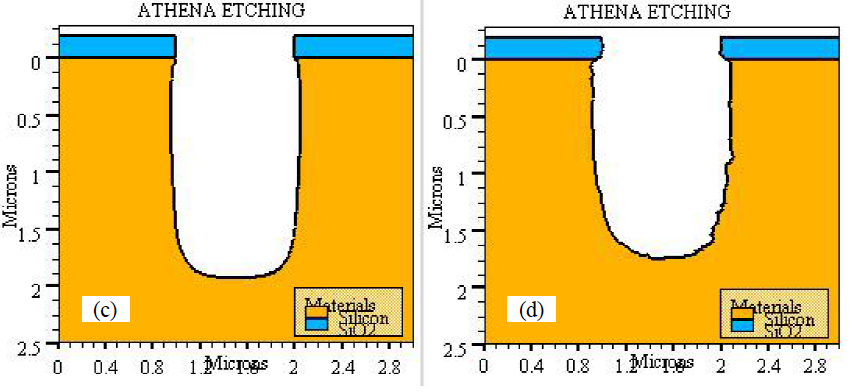 ATHENA ETCHING
0
0.5
1
1.5
2
2.5
Microns
0 0.4 0.8 1.2 1.6 2 2.4 2.8
Microns
(c)
Materials
Silicon
SiO2
ATHENA ETCHING
0
0.5
1
1.5
2
2.5
Microns
0 0.4 0.8 1.2 1.6 2 2.4 2.8
Microns
(d)
Materials
Silicon
SiO2